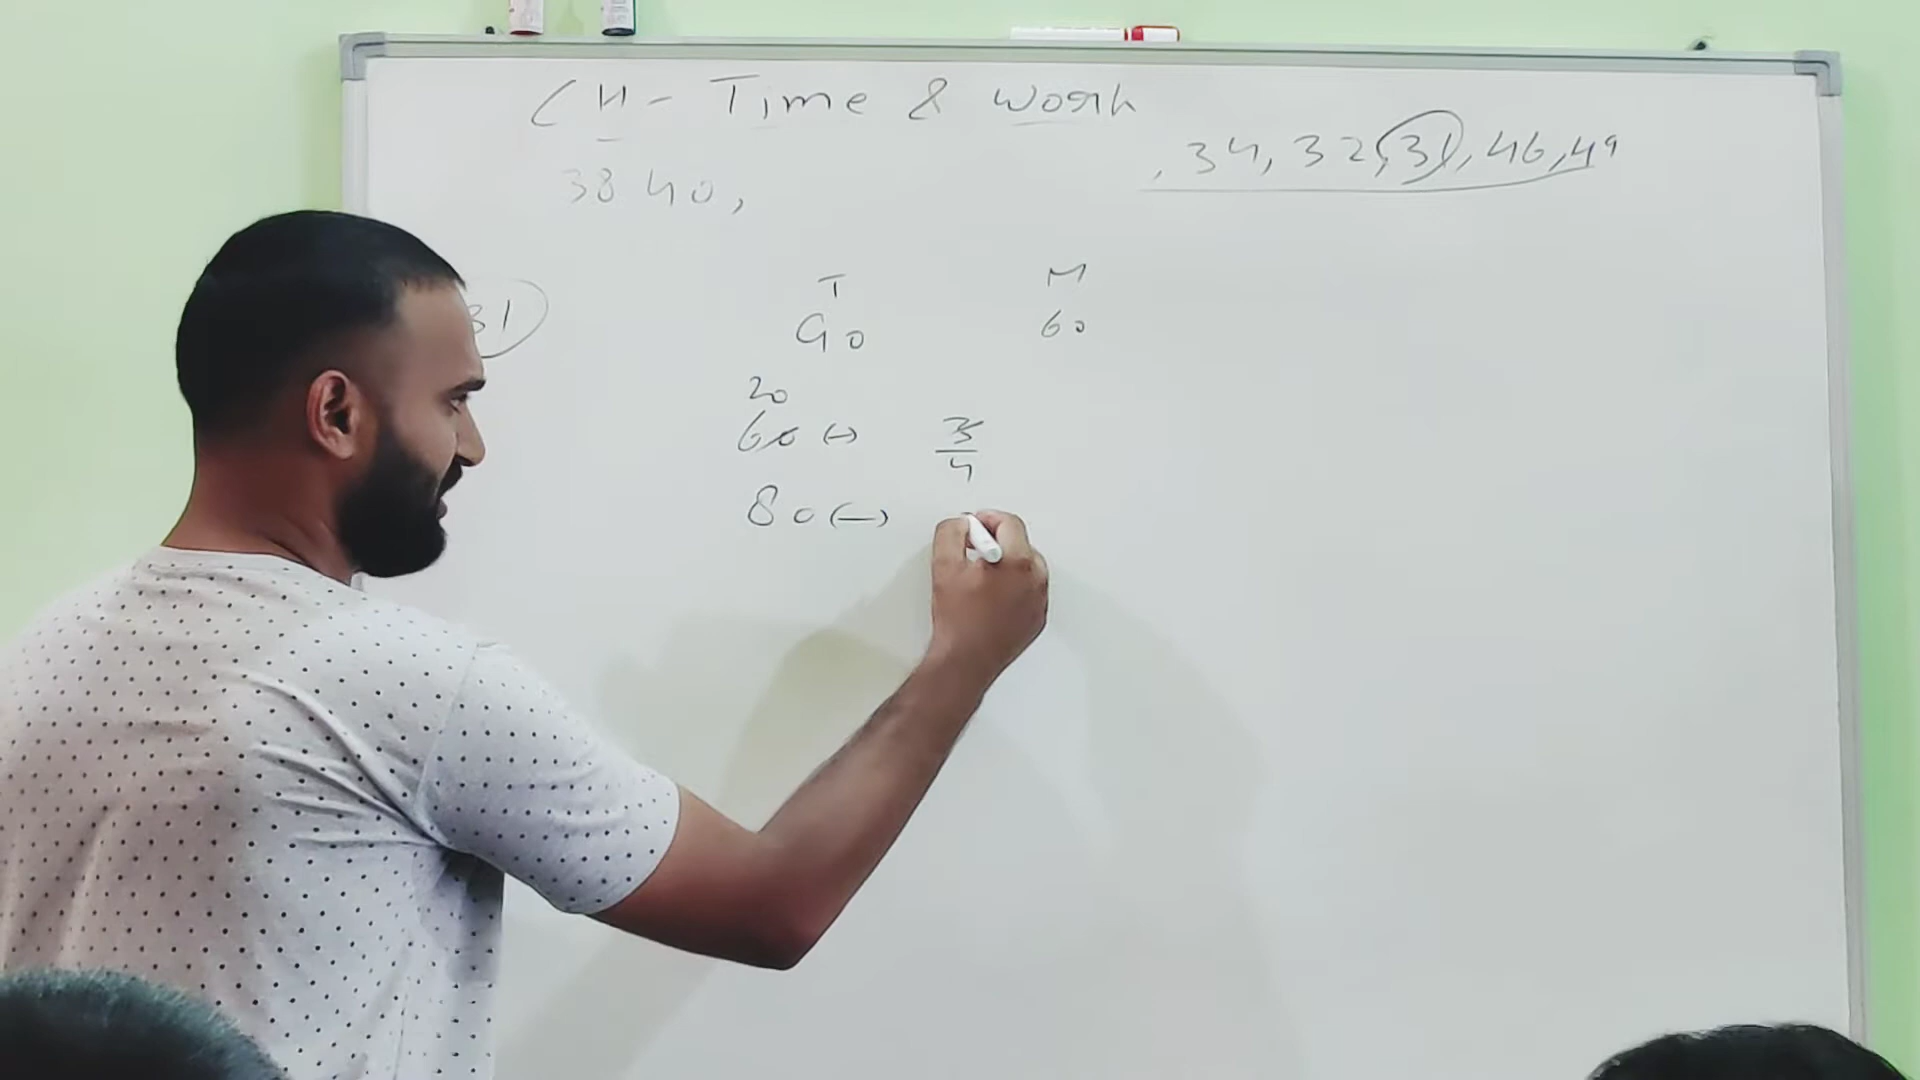 CH - Time & Work
, 34, 32, 31, 46, 49
38 40,
31
T M
90 60
20
60 (-) 3/4
80 (-)